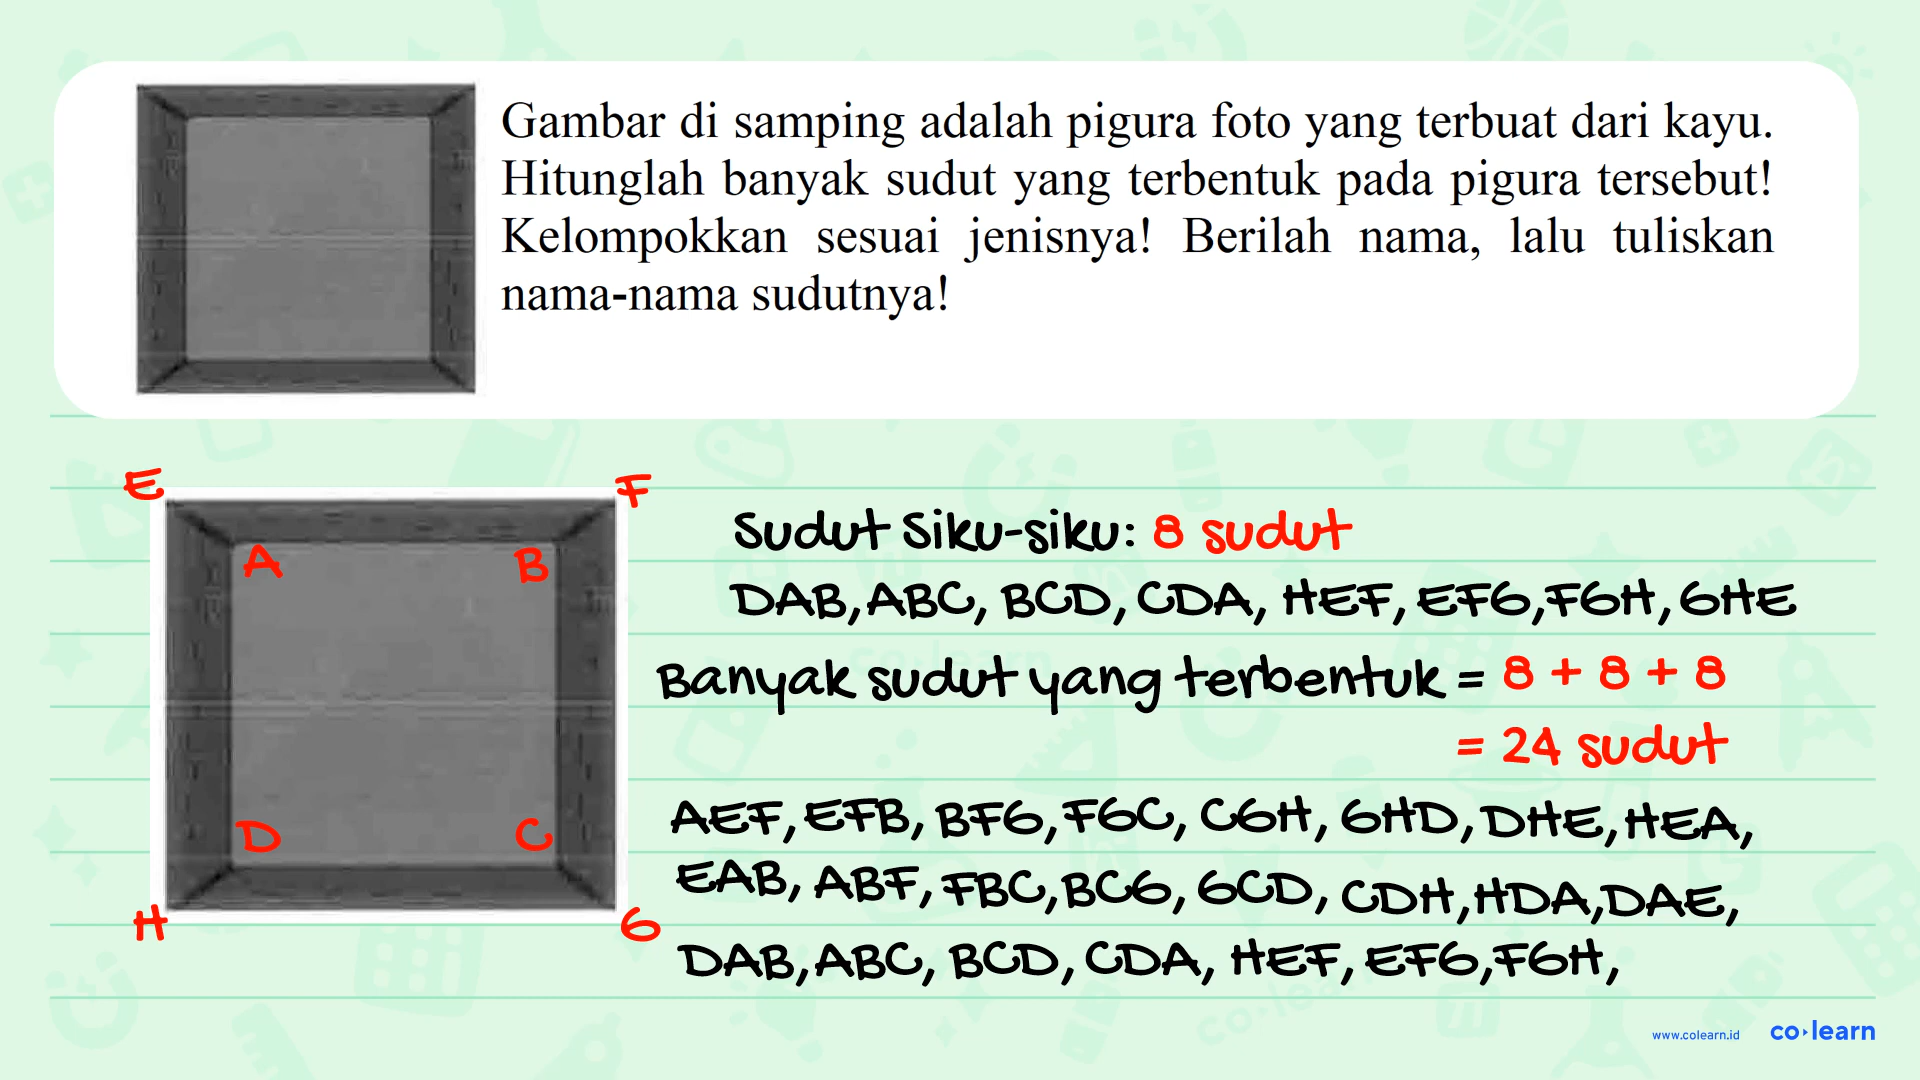 Gambar di samping adalah pigura foto yang terbuat dari kayu.
Hitunglah banyak sudut yang terbentuk pada pigura tersebut!
Kelompokkan sesuai jenisnya! Berilah nama, lalu tuliskan
nama-nama sudutnya!
E F
A B
D C
H G
Sudut Siku-siku: 8 sudut
DAB, ABC, BCD, CDA, HEF, EFG, FGH, GHE
Banyak sudut yang terbentuk = 8 + 8 + 8
= 24 sudut
AEF, EFB, BFG, FGC, CGH, GHD, DHE, HEA,
EAB, ABF, FBC, BCG, GCD, CDH, HDA, DAE,
DAB, ABC, BCD, CDA, HEF, EFG, FGH,
co·learn
www.colearn.id co·learn